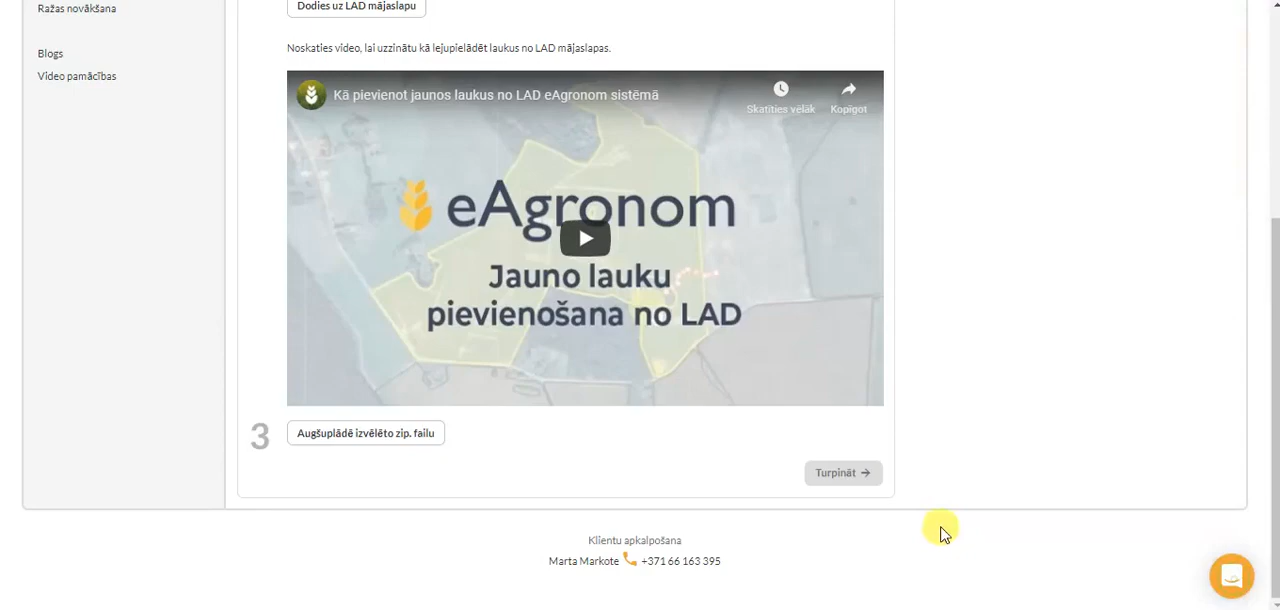 Ražas novākšana
Dodies uz LAD mājaslapu
Noskaties video, lai uzzinātu kā lejupielādēt laukus no LAD mājaslapas.
Blogs
Video pamācības
Kā pievienot jaunos laukus no LAD eAgronom sistēmā
Skatīties vēlāk
Kopīgot
eAgronom
Jauno lauku
pievienošana no LAD
3
Augšuplādē izvēlēto zip. failu
Turpināt →
Klientu apkalpošana
Marta Markote +371 66 163 395